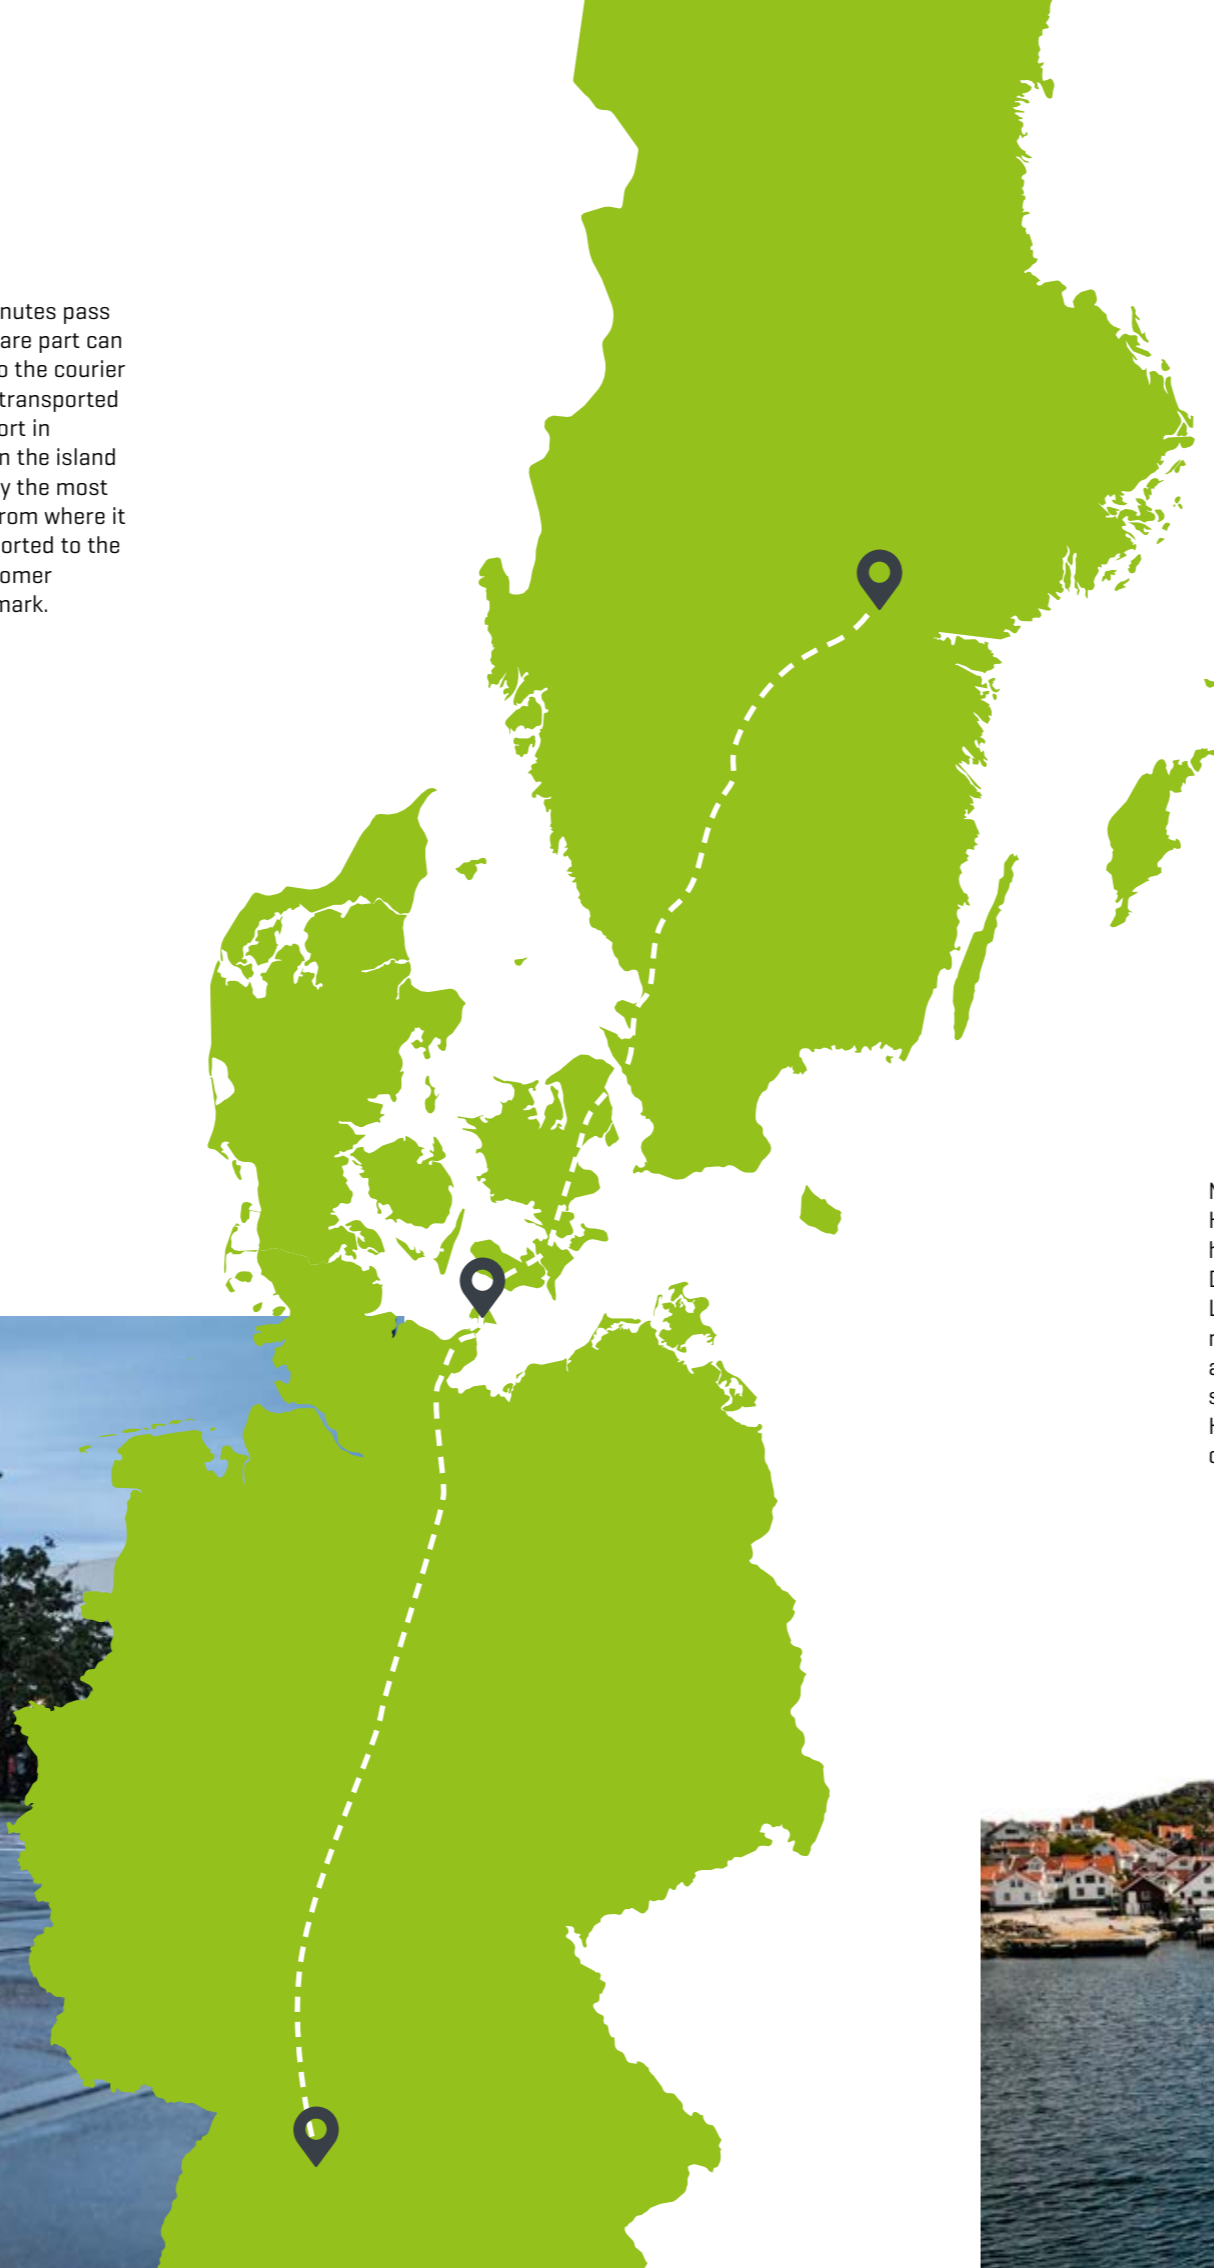 nutes pass
are part can
o the courier
transported
ort in
n the island
y the most
rom where it
orted to the
omer
mark.